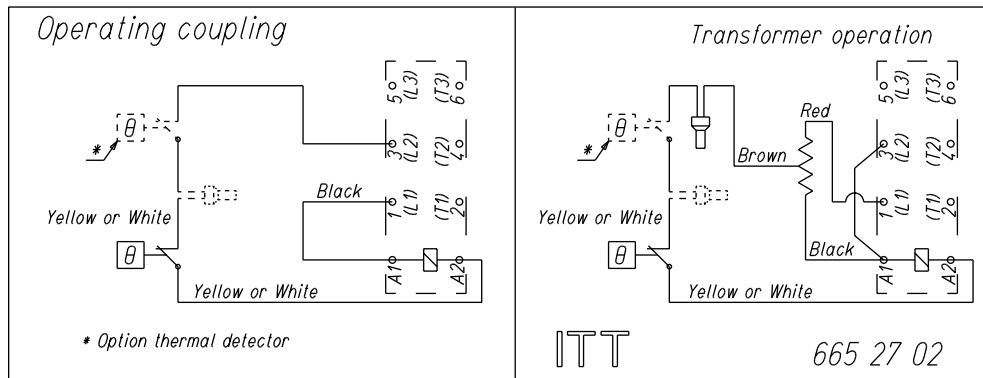 Operating coupling
5 (L3) (T3) 6
θ
*
3 (L2) (T2) 4
Black
1 (L1) (T1) 2
Yellow or White
θ
A1 A2
Yellow or White
* Option thermal detector
Transformer operation
5 (L3) (T3) 6
Red
θ
*
3 (L2) (T2) 4
Brown
1 (L1) (T1) 2
Yellow or White
Black
θ
A1 A2
Yellow or White
ITT
665 27 02